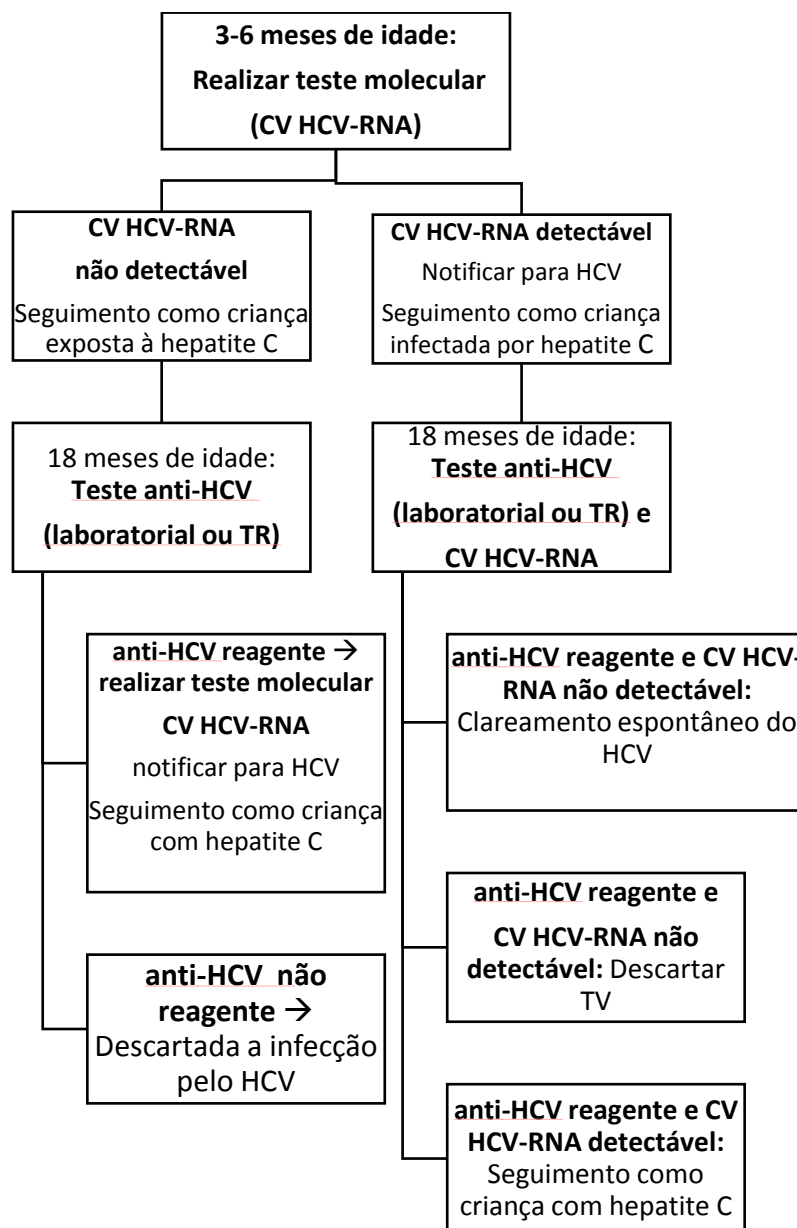 3-6 meses de idade:
Realizar teste molecular
(CV HCV-RNA)
CV HCV-RNA
não detectável
Seguimento como criança
exposta à hepatite C
CV HCV-RNA detectável
Notificar para HCV
Seguimento como criança
infectada por hepatite C
18 meses de idade:
Teste anti-HCV
(laboratorial ou TR)
18 meses de idade:
Teste anti-HCV
(laboratorial ou TR) e
CV HCV-RNA
anti-HCV reagente →
realizar teste molecular
CV HCV-RNA
notificar para HCV
Seguimento como criança
com hepatite C
anti-HCV não
reagente →
Descartada a infecção
pelo HCV
anti-HCV reagente e CV HCV-
RNA não detectável:
Clareamento espontâneo do
HCV
anti-HCV reagente e
CV HCV-RNA não
detectável: Descartar
TV
anti-HCV reagente e CV
HCV-RNA detectável:
Seguimento como
criança com hepatite C